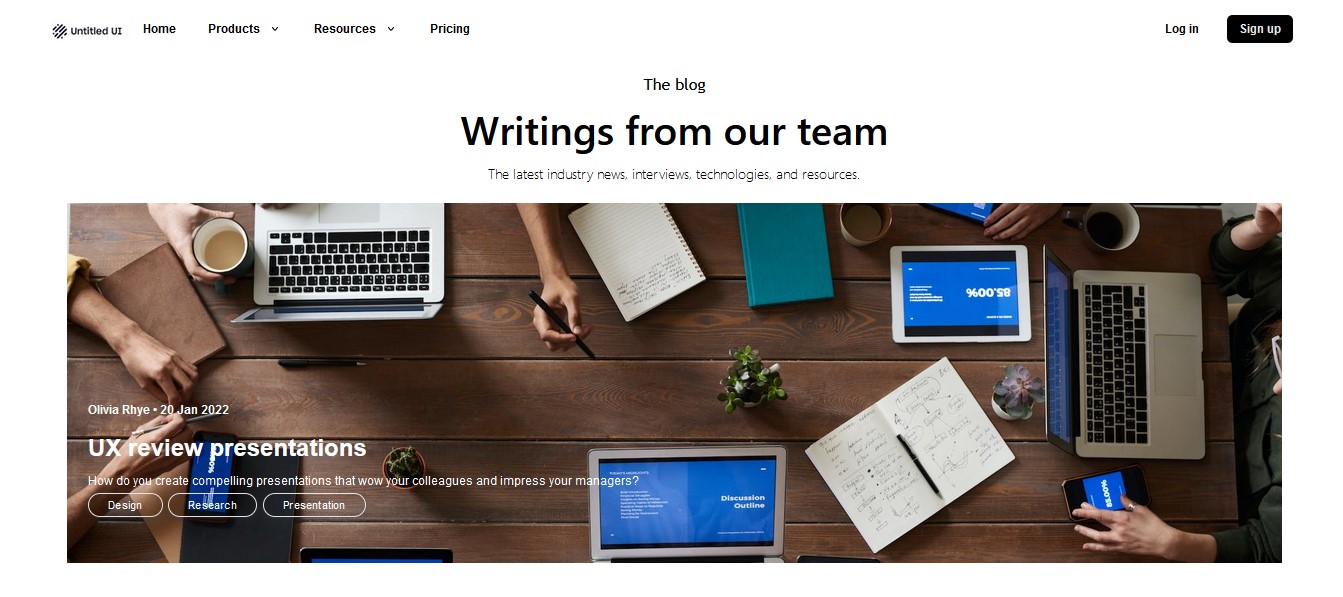 Untitled UI Home Products Resources Pricing Log in Sign up
The blog
Writings from our team
The latest industry news, interviews, technologies, and resources.
85.00%
Olivia Rhye • 20 Jan 2022
UX review presentations
How do you create compelling presentations that wow your colleagues and impress your managers?
Design Research Presentation
TODAY'S HIGHLIGHTS
Discussion
Outline
85.00%